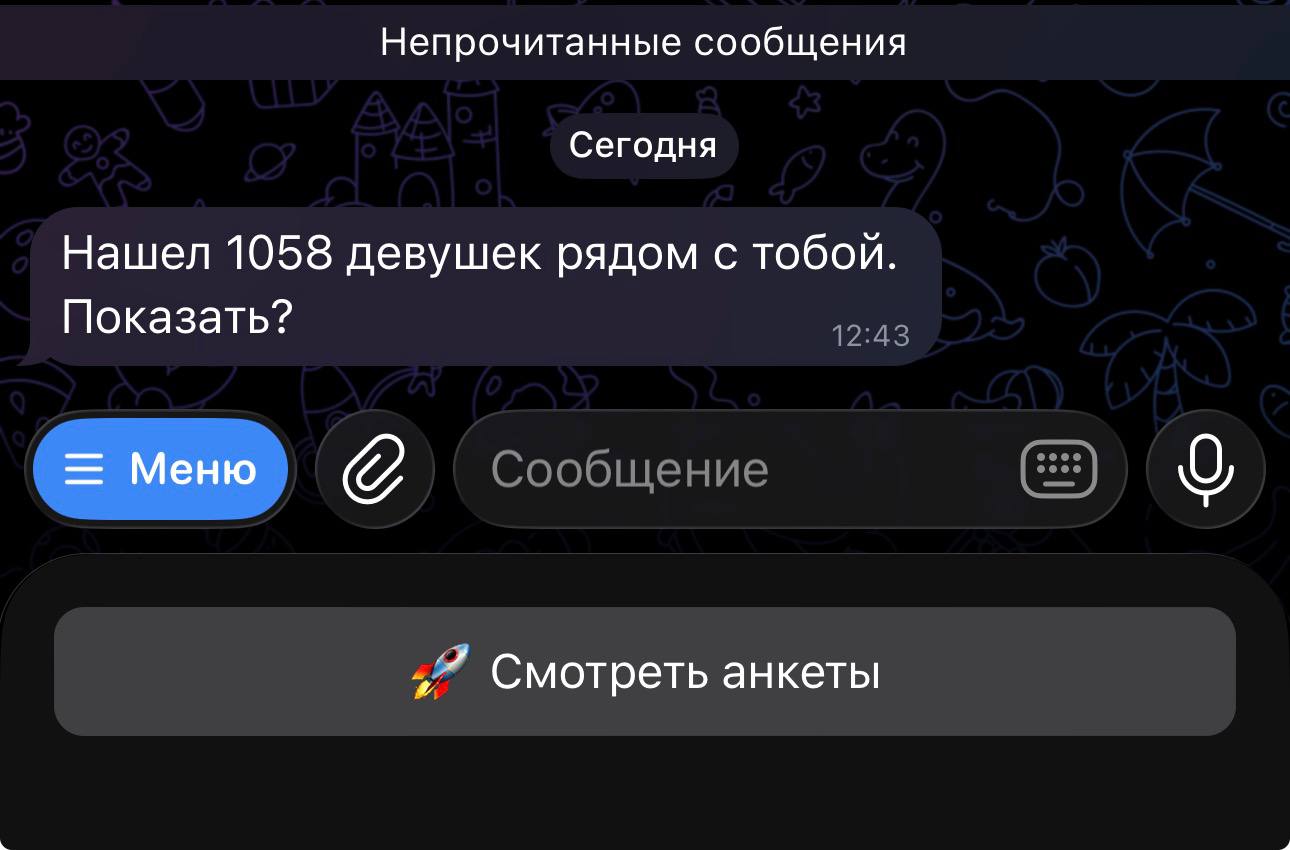 Непрочитанные сообщения
Сегодня
Нашел 1058 девушек рядом с тобой.
Показать?
12:43
Меню
Сообщение
🚀 Смотреть анкеты